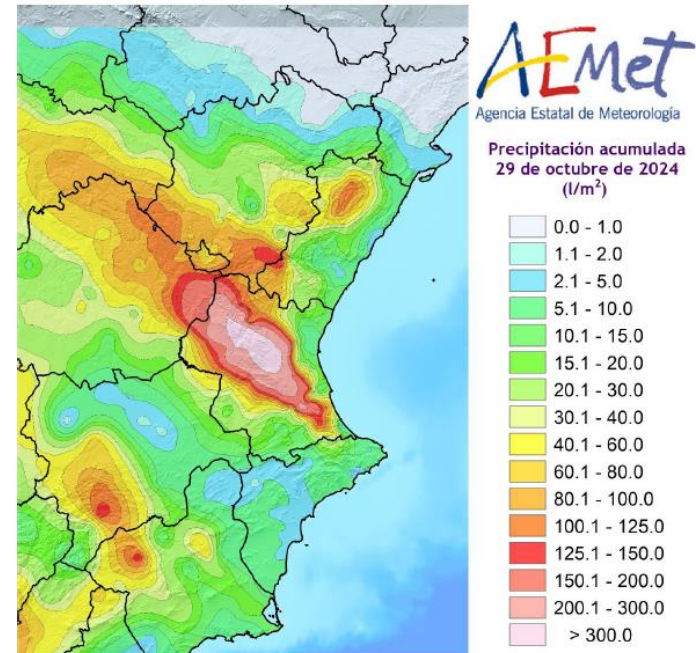 AEMet
Agencia Estatal de Meteorología
Precipitación acumulada
29 de octubre de 2024
(l/m²)
0.0 - 1.0
1.1 - 2.0
2.1 - 5.0
5.1 - 10.0
10.1 - 15.0
15.1 - 20.0
20.1 - 30.0
30.1 - 40.0
40.1 - 60.0
60.1 - 80.0
80.1 - 100.0
100.1 - 125.0
125.1 - 150.0
150.1 - 200.0
200.1 - 300.0
> 300.0